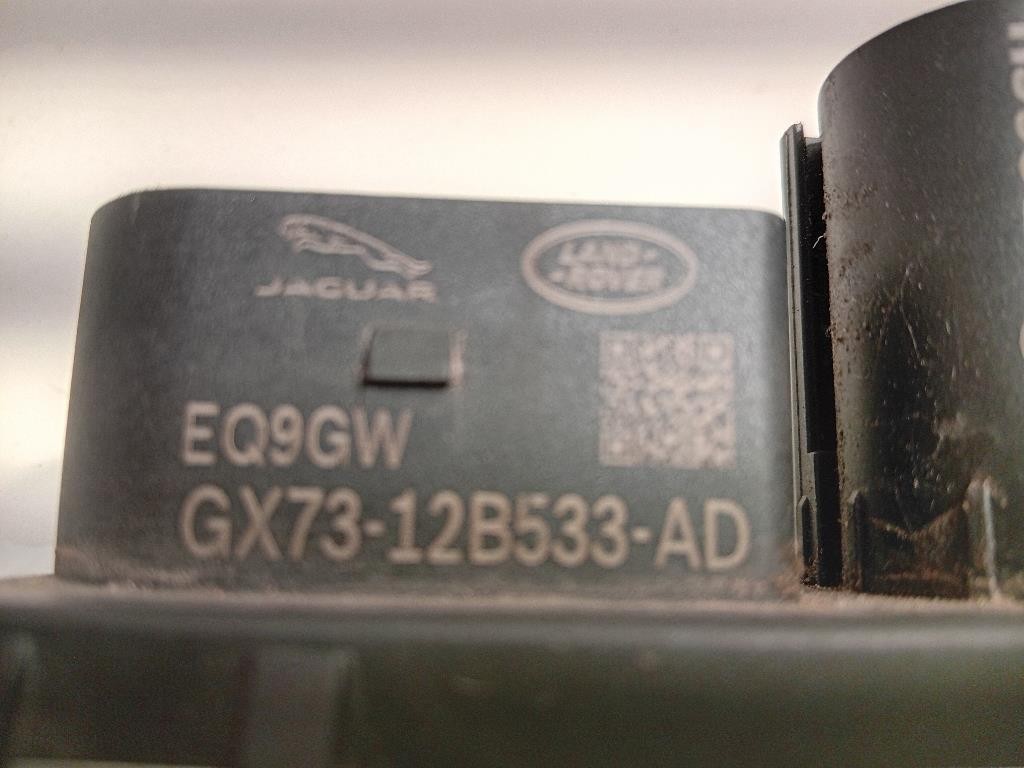 JAGUAR
LAND-
-ROVER
EQ9GW
GX73-12B533-AD